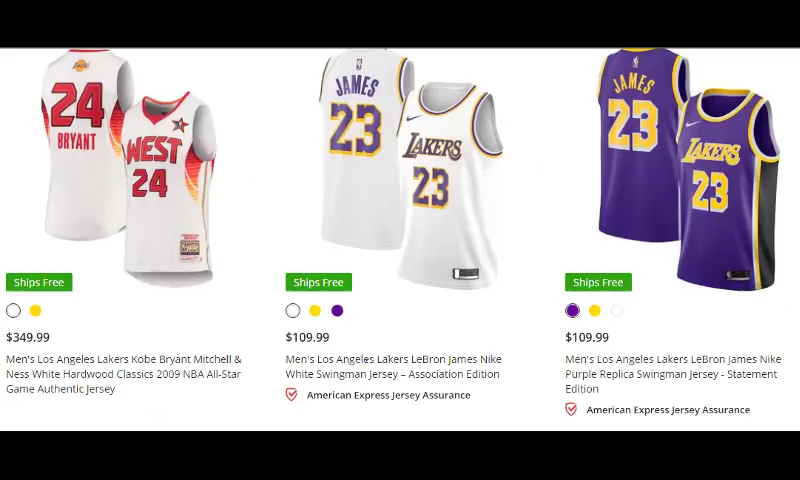 24
BRYANT
WEST
24
Ships Free
$349.99
Men's Los Angeles Lakers Kobe Bryant Mitchell &
Ness White Hardwood Classics 2009 NBA All-Star
Game Authentic Jersey
JAMES
23
LAKERS
23
Ships Free
$109.99
Men's Los Angeles Lakers LeBron James Nike
White Swingman Jersey – Association Edition
American Express Jersey Assurance
JAMES
23
LAKERS
23
Ships Free
$109.99
Men's Los Angeles Lakers LeBron James Nike
Purple Replica Swingman Jersey - Statement
Edition
American Express Jersey Assurance